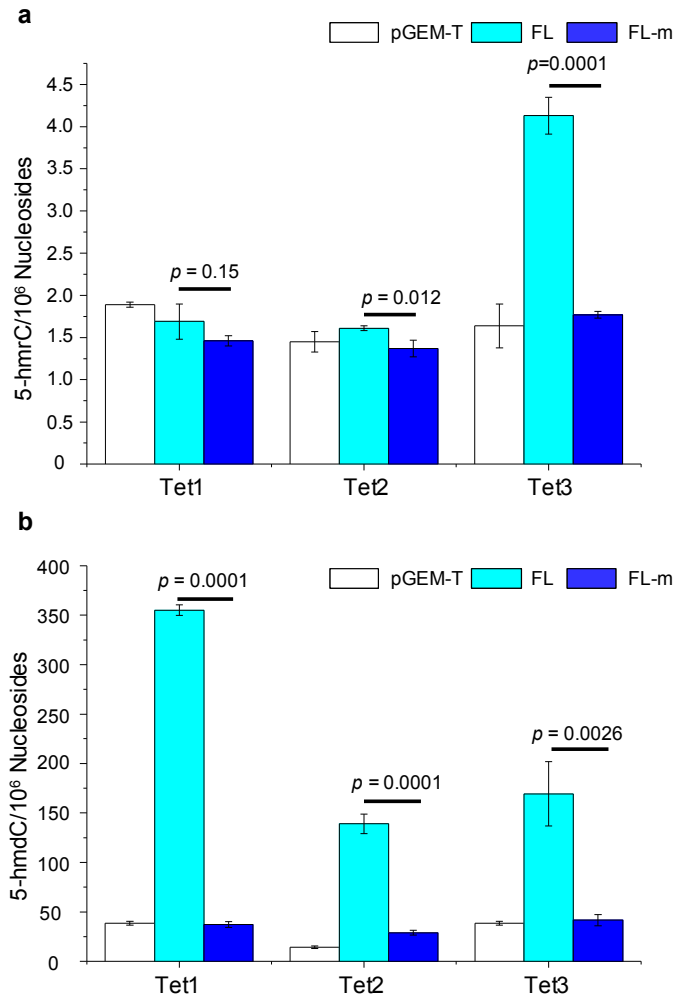 a
pGEM-T FL FL-m
p=0.0001
4.5
4.0
3.5
3.0
2.5
2.0
1.5
1.0
0.5
0
5-hmrC/10⁶ Nucleosides
p = 0.15
p = 0.012
Tet1 Tet2 Tet3
b
pGEM-T FL FL-m
400
350
300
250
200
150
100
50
0
5-hmdC/10⁶ Nucleosides
p = 0.0001
p = 0.0001
p = 0.0026
Tet1 Tet2 Tet3